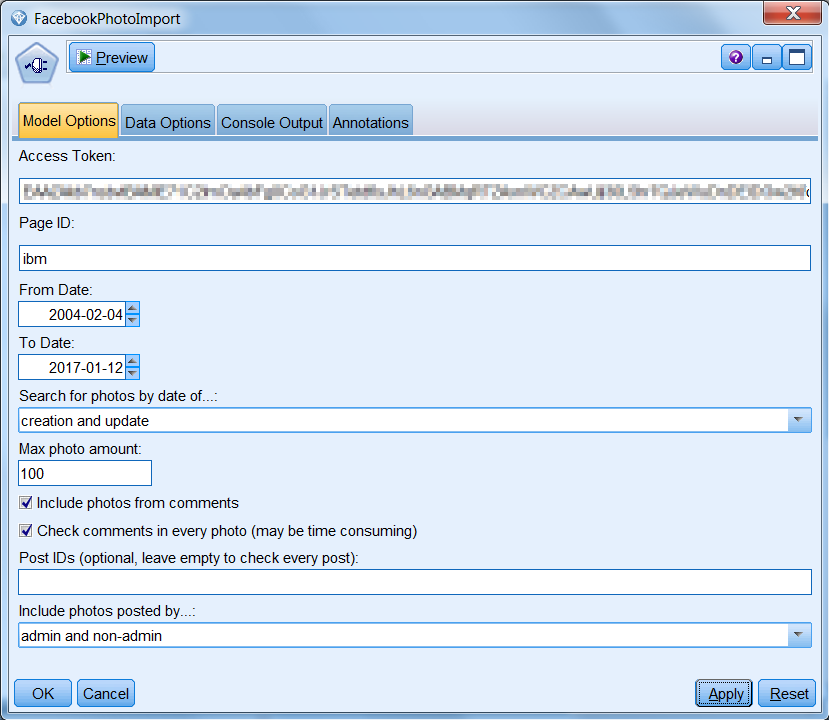 FacebookPhotoImport
Preview
Model Options Data Options Console Output Annotations
Access Token:
Page ID:
ibm
From Date:
2004-02-04
To Date:
2017-01-12
Search for photos by date of...:
creation and update
Max photo amount:
100
Include photos from comments
Check comments in every photo (may be time consuming)
Post IDs (optional, leave empty to check every post):
Include photos posted by...:
admin and non-admin
OK Cancel Apply Reset